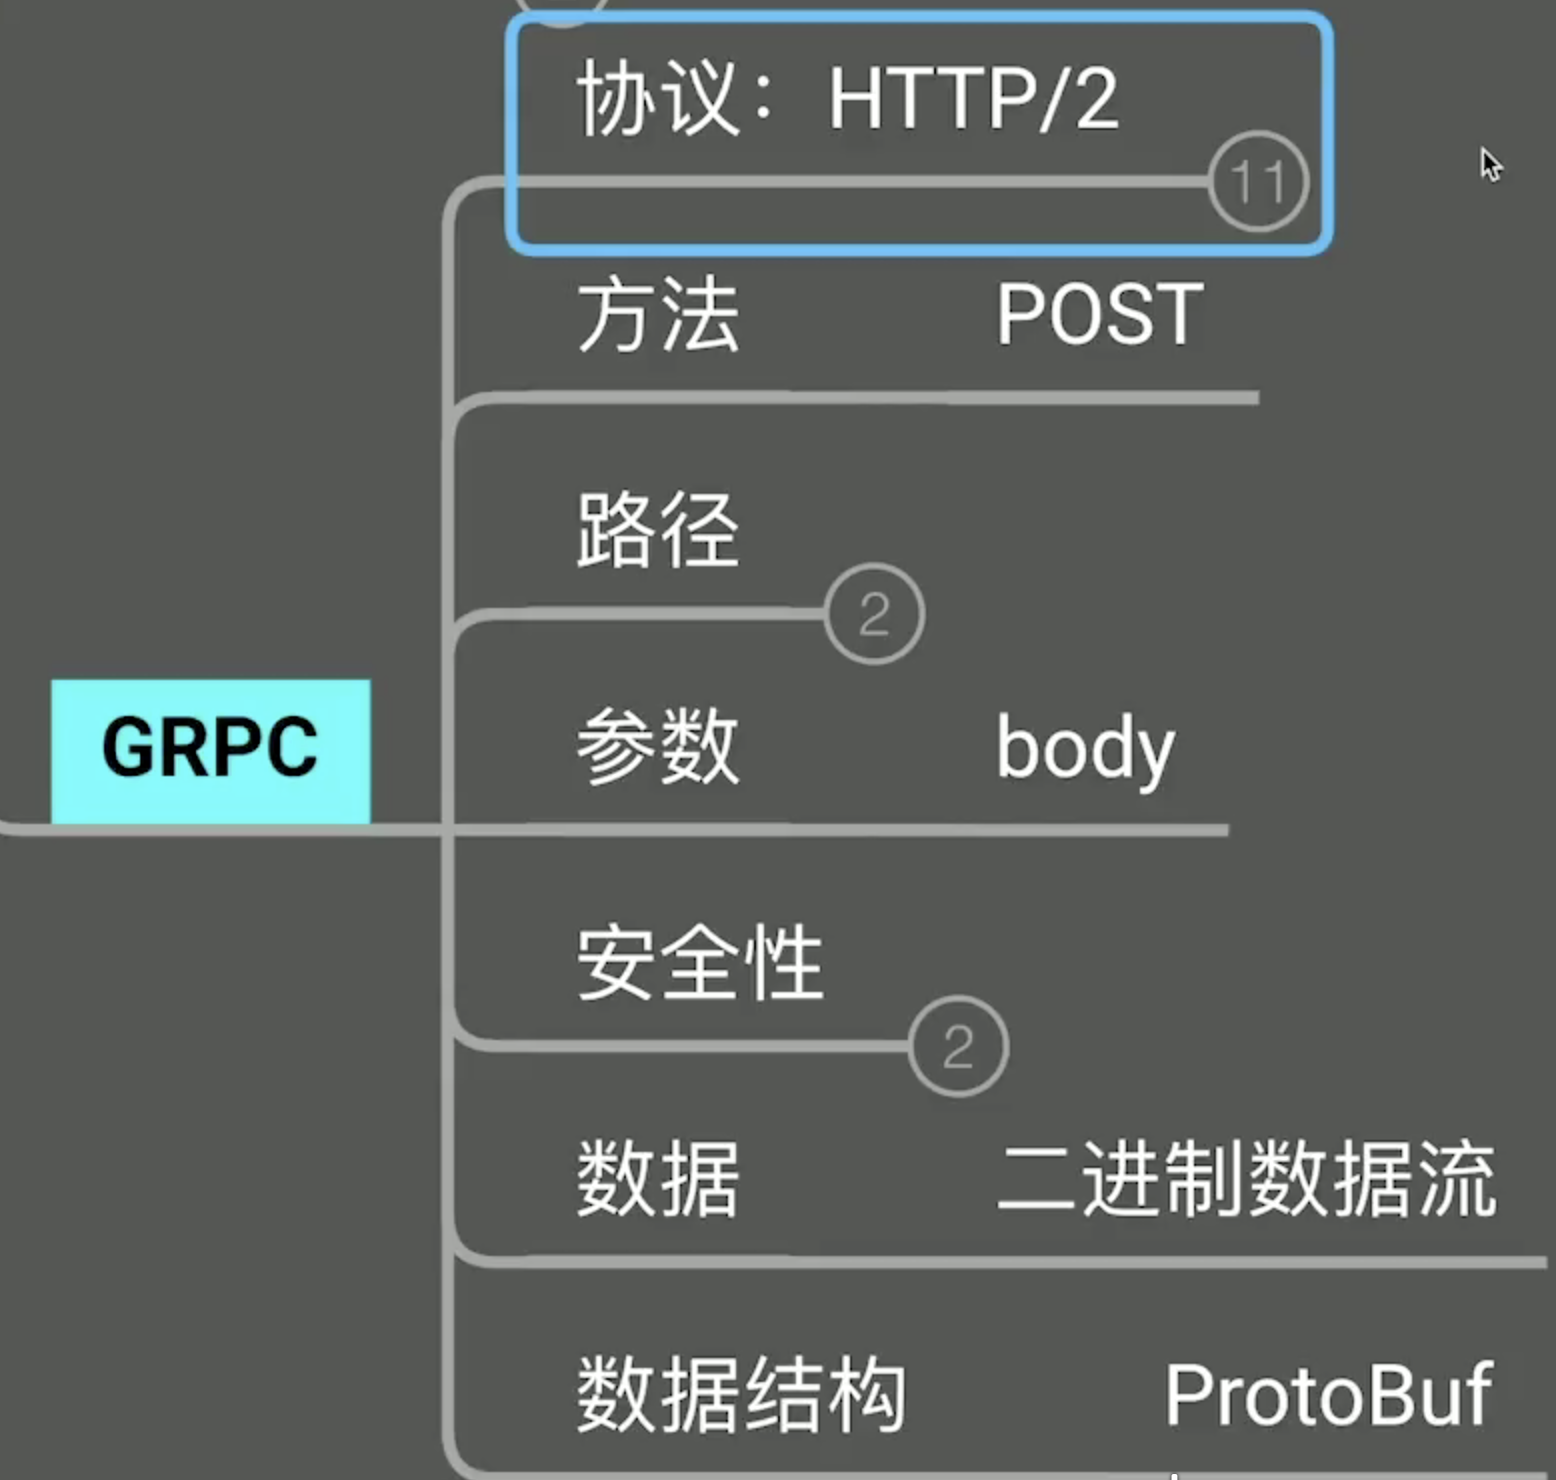 协议：HTTP/2
11
方法 POST
路径
2
GRPC
参数 body
安全性
2
数据 二进制数据流
数据结构 ProtoBuf